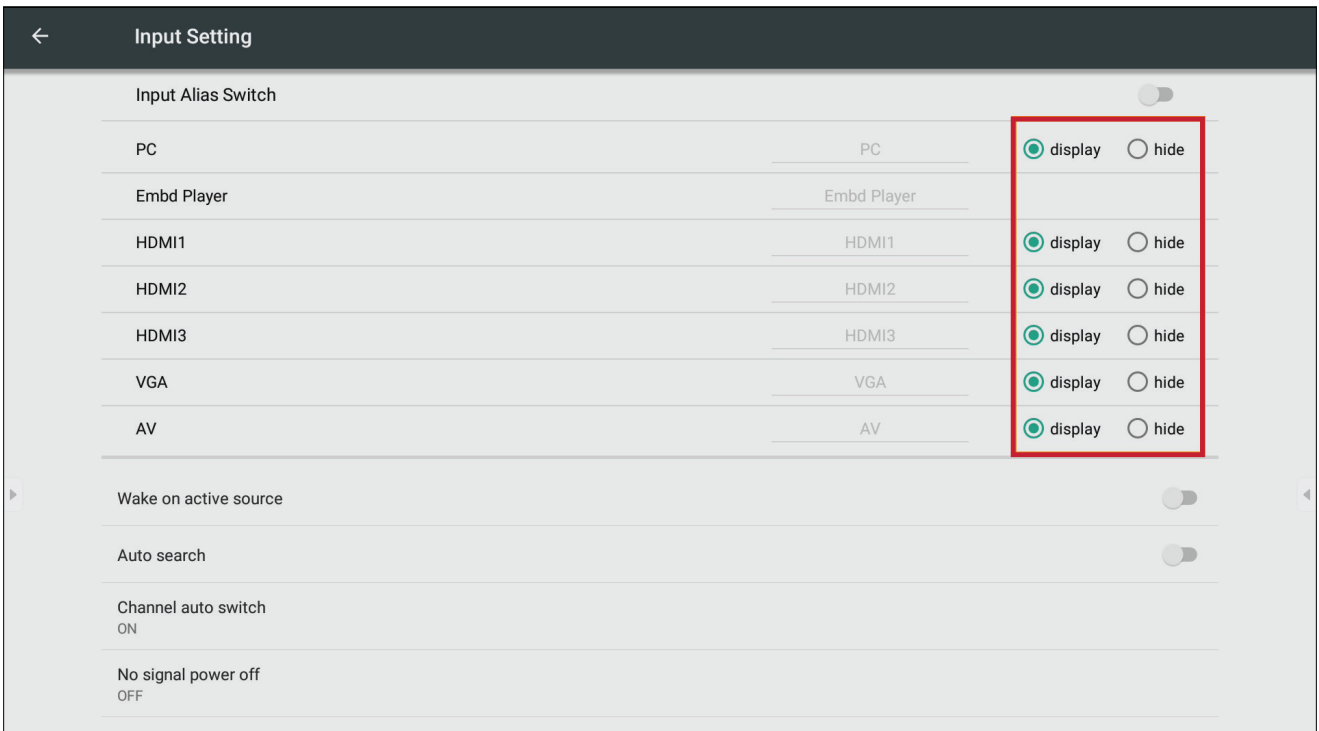 Input Setting
Input Alias Switch
PC PC display hide
Embd Player Embd Player
HDMI1 HDMI1 display hide
HDMI2 HDMI2 display hide
HDMI3 HDMI3 display hide
VGA VGA display hide
AV AV display hide
Wake on active source
Auto search
Channel auto switch
ON
No signal power off
OFF